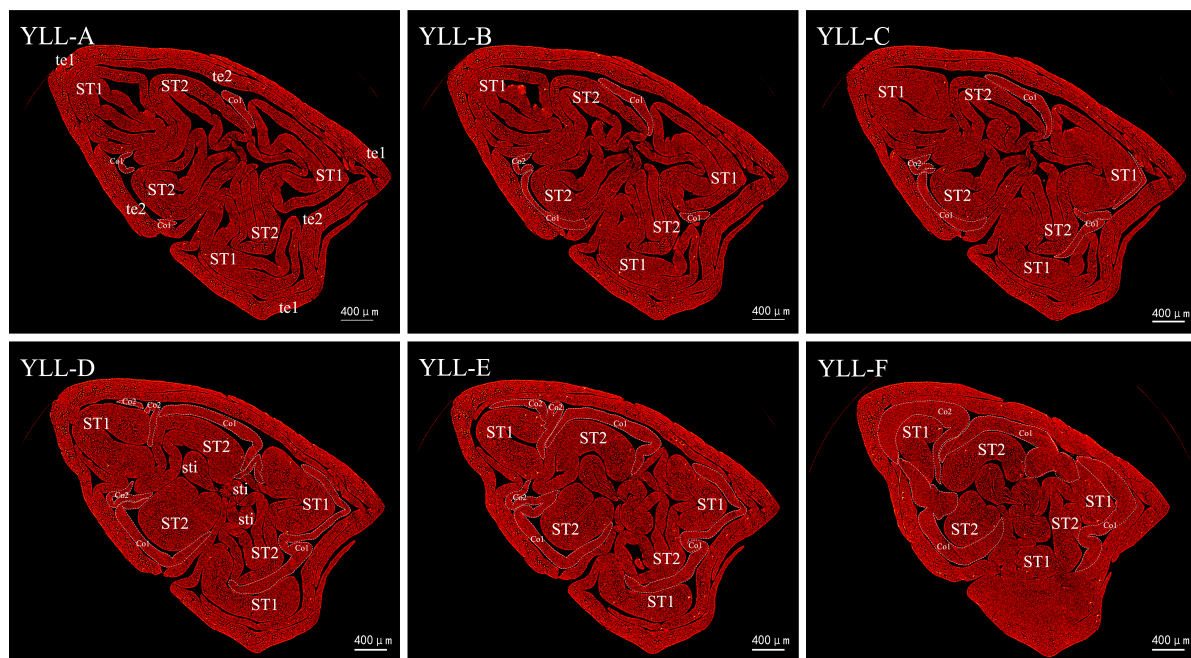 YLL-A
te1
ST1
ST2
te2
Co1
Co1
te1
ST1
ST2
te2
te2
Co1
ST2
ST1
te1
400 μm
YLL-B
ST1
ST2
Co1
Co2
ST1
ST2
Co1
ST2
Co1
ST1
400 μm
YLL-C
ST1
ST2
Co1
Co2
ST1
ST2
Co1
ST2
Co1
ST1
400 μm
YLL-D
Co2
Co2
ST1
Co1
ST2
sti
sti
Co2
ST1
sti
ST2
Co1
ST2
Co1
ST1
400 μm
YLL-E
Co2
Co2
ST1
Co1
ST2
Co2
ST1
ST2
Co1
Co1
ST2
ST1
400 μm
YLL-F
Co2
ST1
Co1
ST2
ST1
ST2
ST2
Co1
Co1
ST1
400 μm